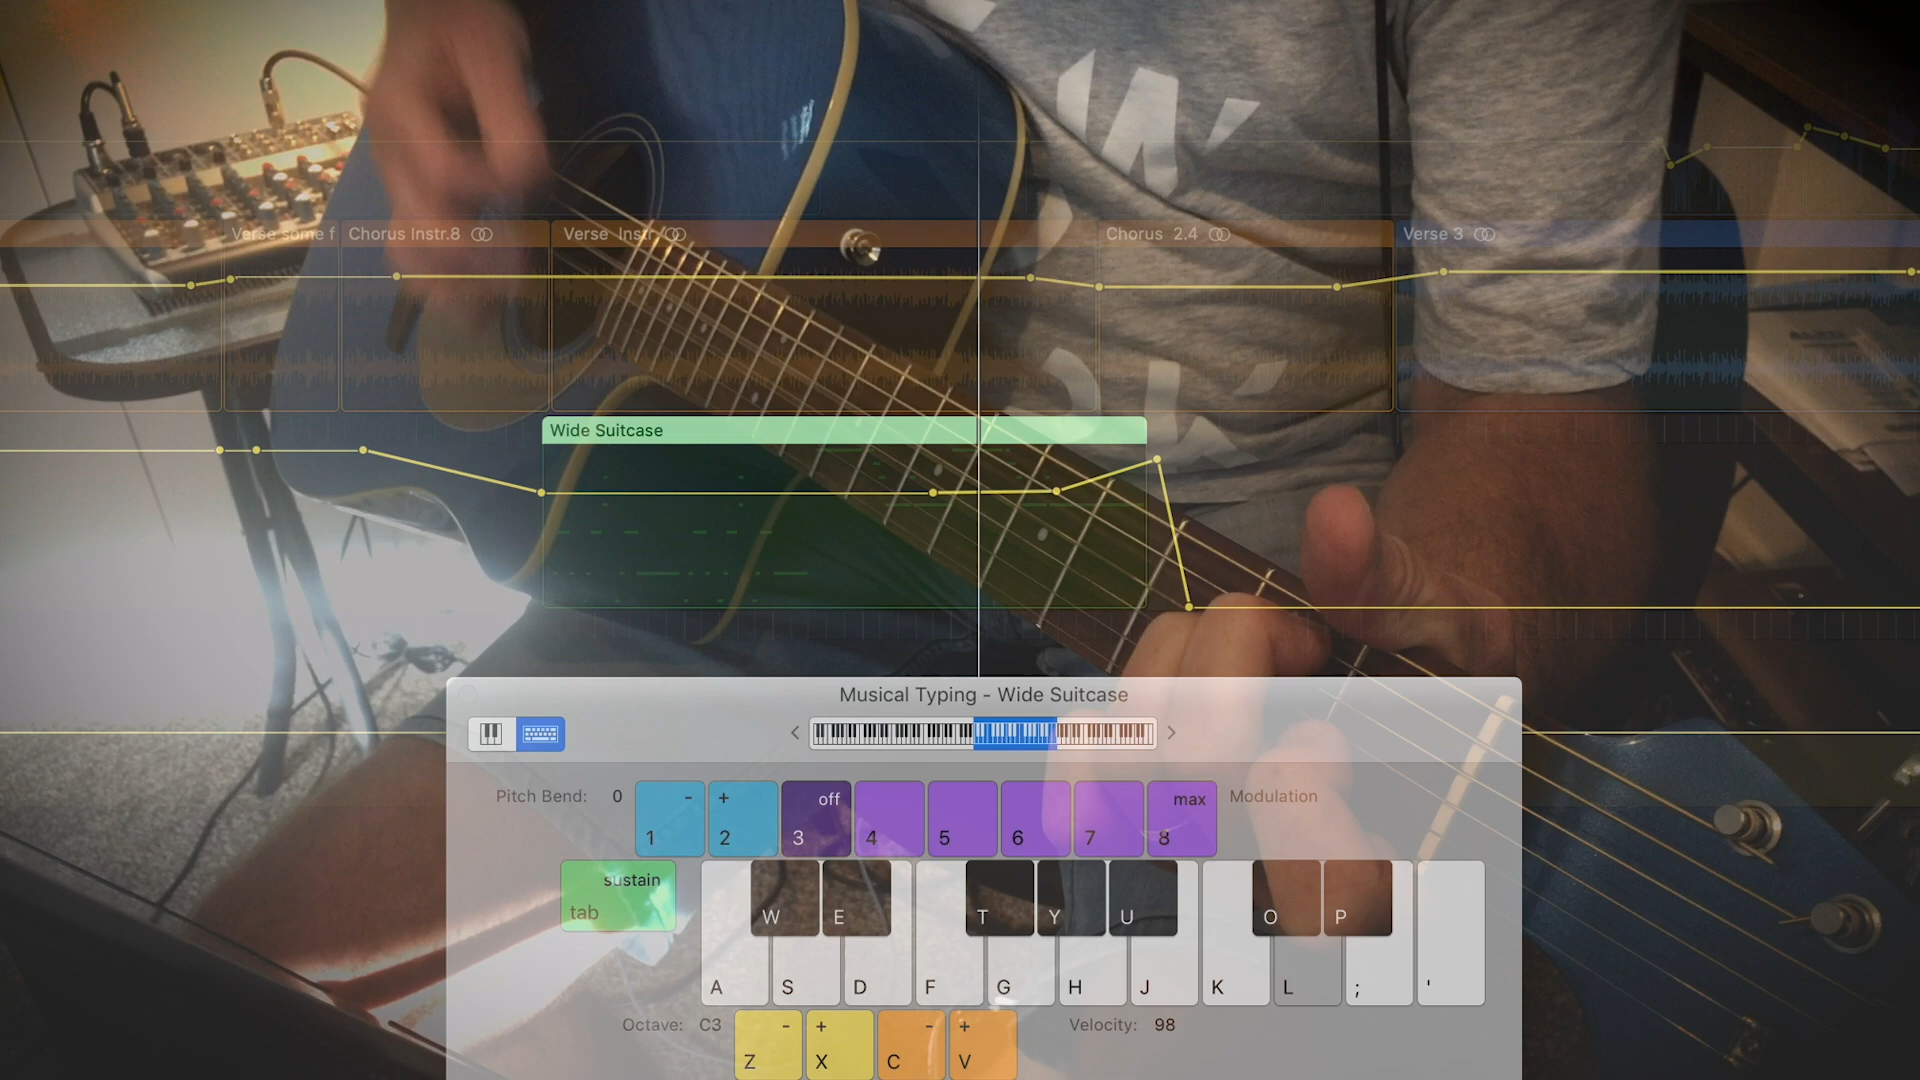 Verse some f
Chorus Instr.8
Verse Instr
Chorus 2.4
Verse 3
Wide Suitcase
Musical Typing - Wide Suitcase
Pitch Bend: 0
-
+
off
max
Modulation
1
2
3
4
5
6
7
8
sustain
tab
W
E
T
Y
U
O
P
A
S
D
F
G
H
J
K
L
;
'
Octave: C3
-
+
-
+
Velocity: 98
Z
X
C
V